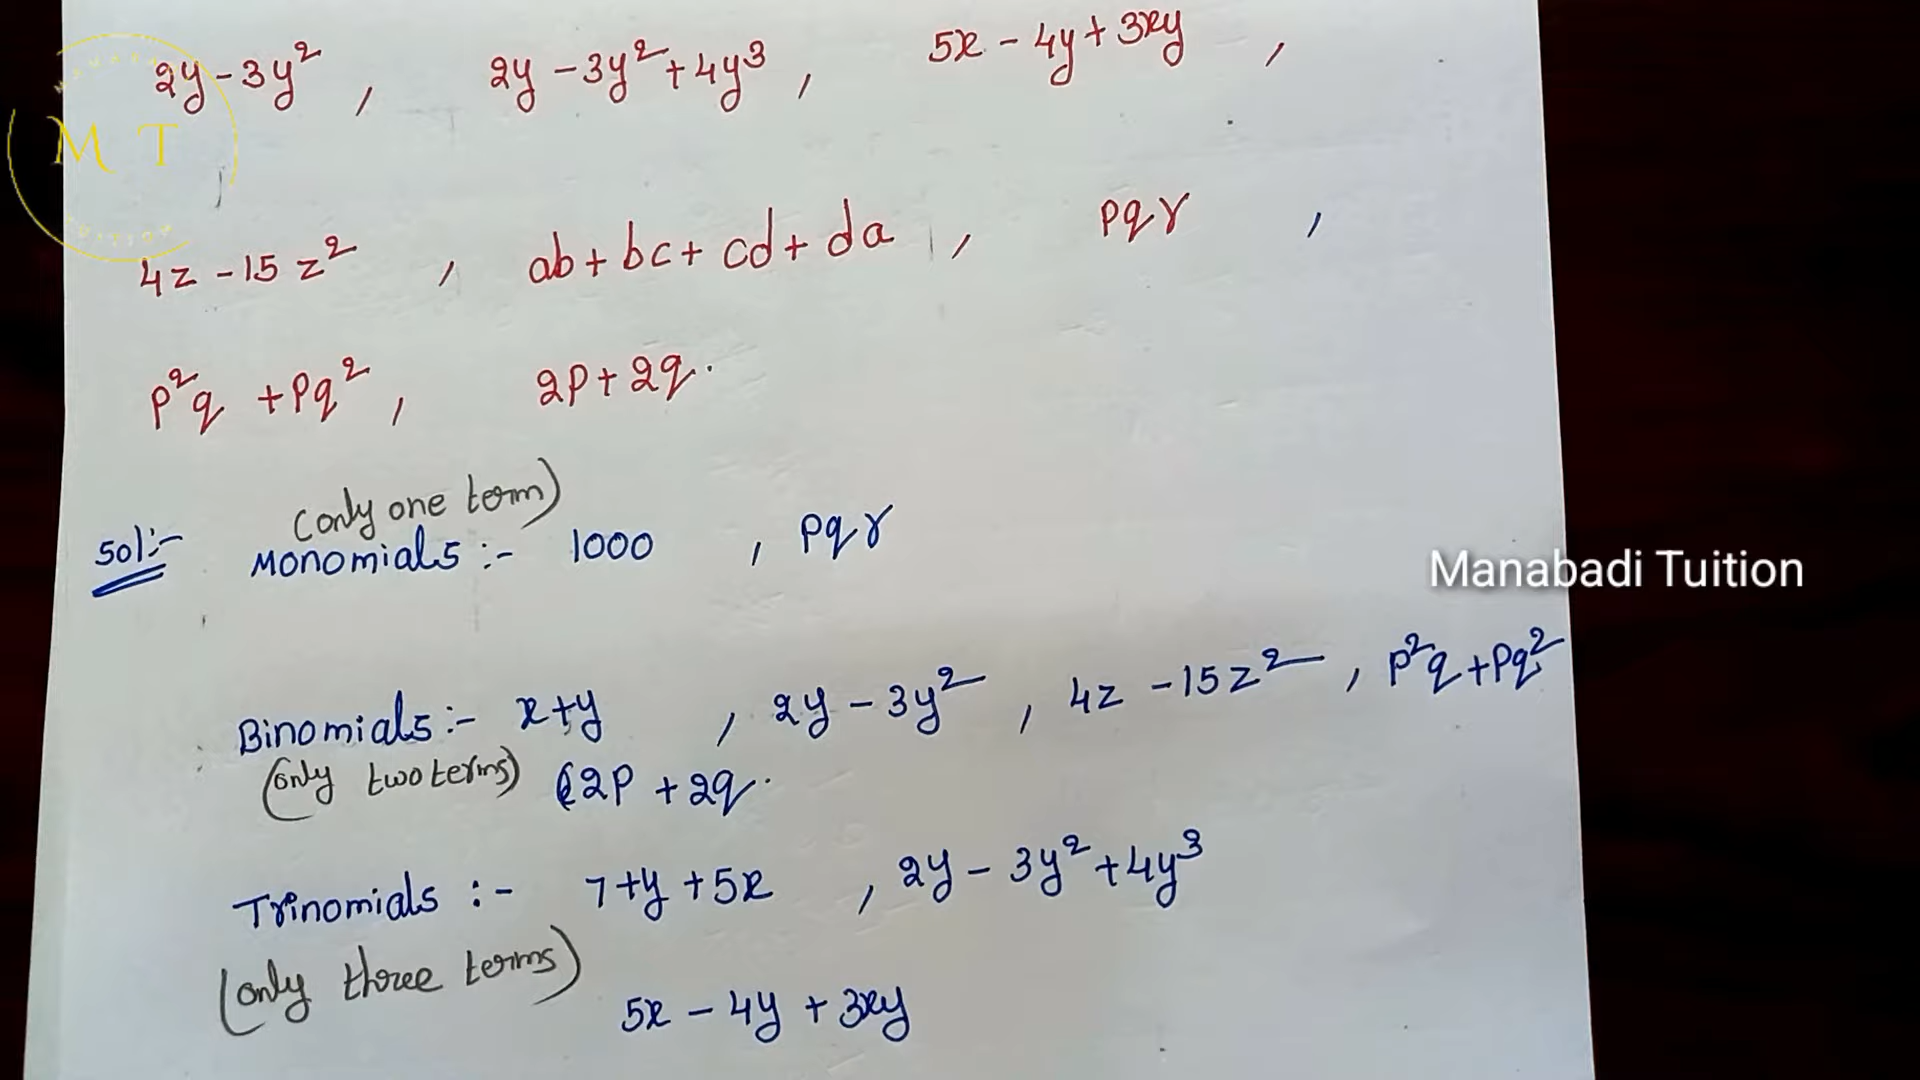 2y - 3y² , 2y - 3y² + 4y³ , 5x - 4y + 3xy ,
M T
4z - 15z² , ab + bc + cd + da , pqr ,
p²q + pq² , 2p + 2q.
(only one term)
Sol:- Monomials :- 1000 , pqr
Manabadi Tuition
Binomials :- x+y , 2y - 3y² , 4z - 15z² , p²q + pq²
(only two terms) (2p + 2q.
Trinomials :- 7+y+5x , 2y - 3y² + 4y³
(only three terms)
5x - 4y + 3xy